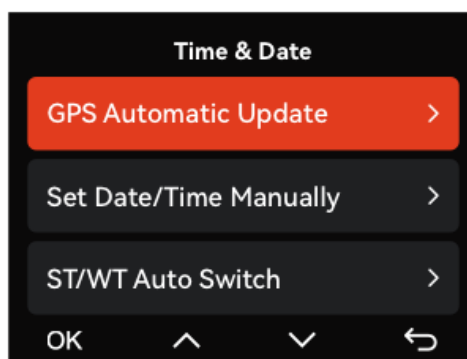 Time & Date
GPS Automatic Update
Set Date/Time Manually
ST/WT Auto Switch
OK